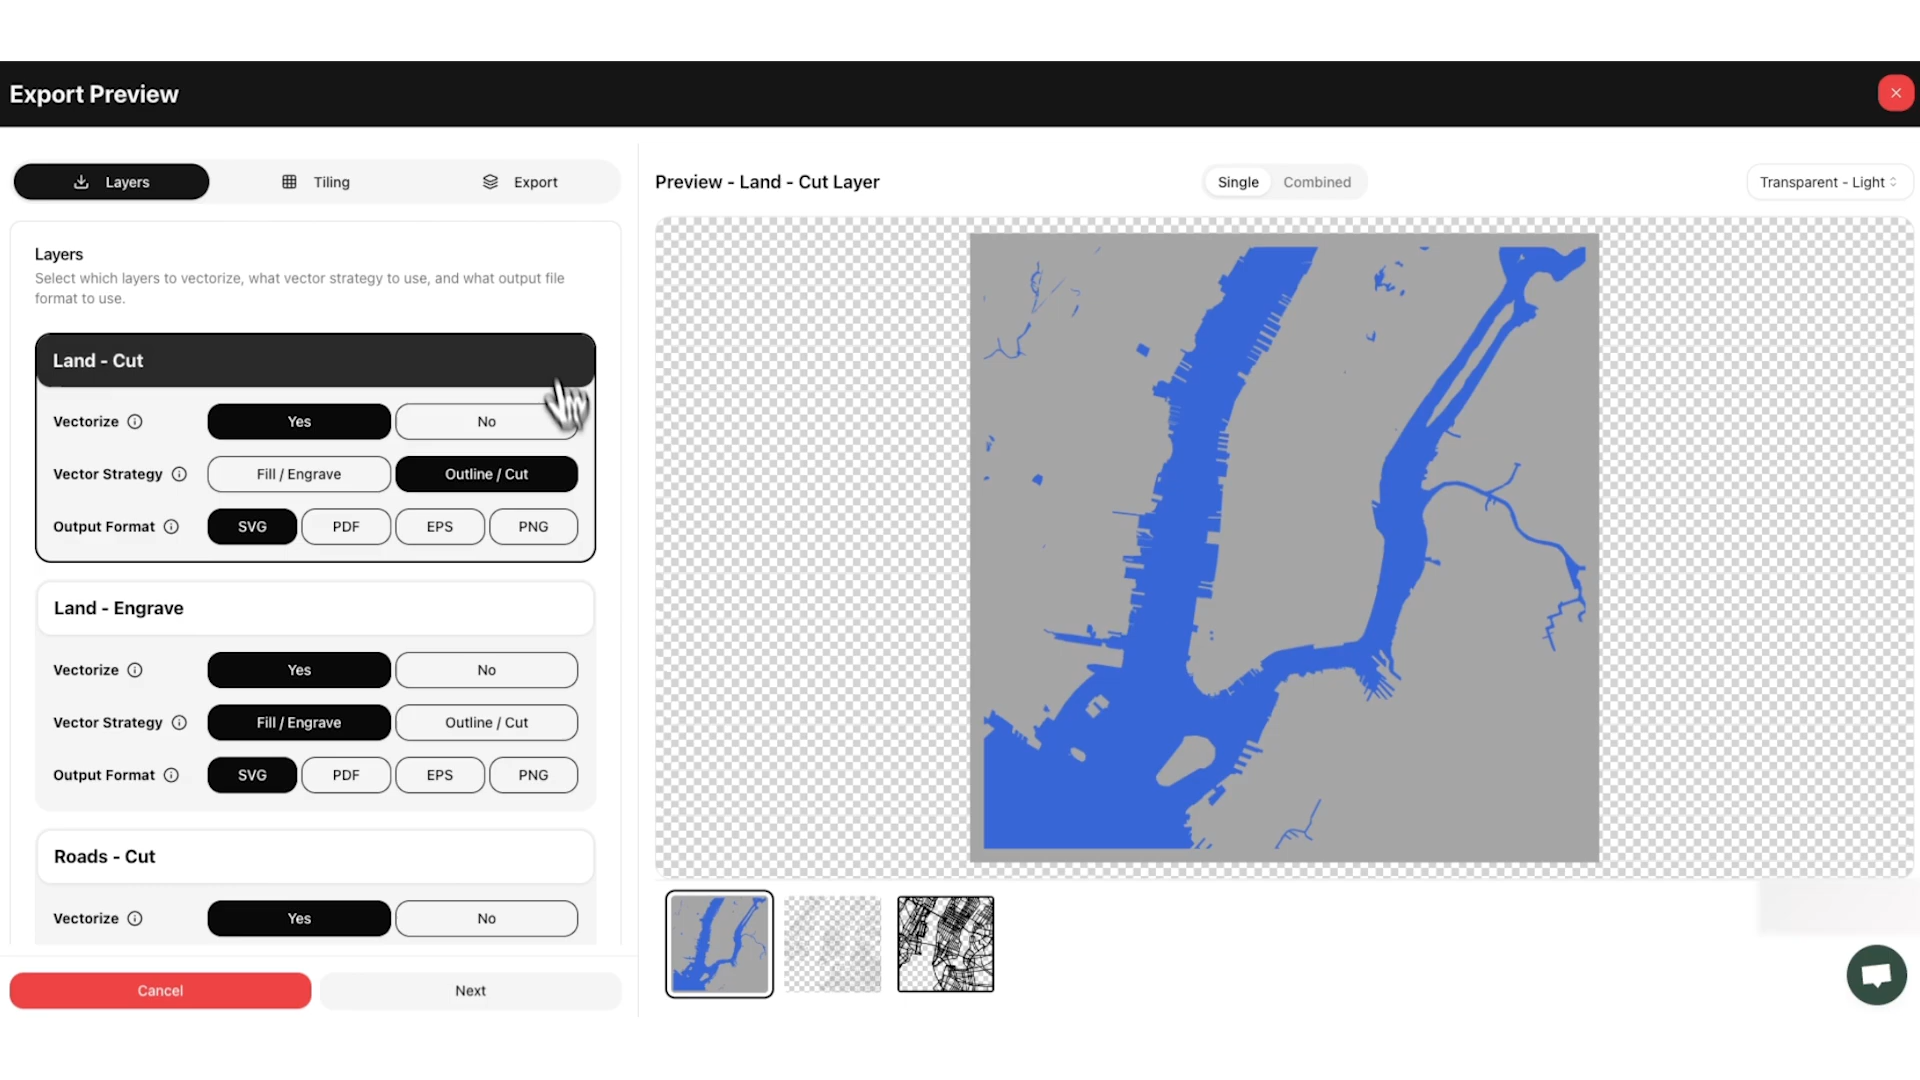 Export Preview
Layers
Tiling
Export
Preview - Land - Cut Layer
Single
Combined
Transparent - Light
Layers
Select which layers to vectorize, what vector strategy to use, and what output file
format to use.
Land - Cut
Vectorize
Yes
No
Vector Strategy
Fill / Engrave
Outline / Cut
Output Format
SVG
PDF
EPS
PNG
Land - Engrave
Vectorize
Yes
No
Vector Strategy
Fill / Engrave
Outline / Cut
Output Format
SVG
PDF
EPS
PNG
Roads - Cut
Vectorize
Yes
No
Cancel
Next